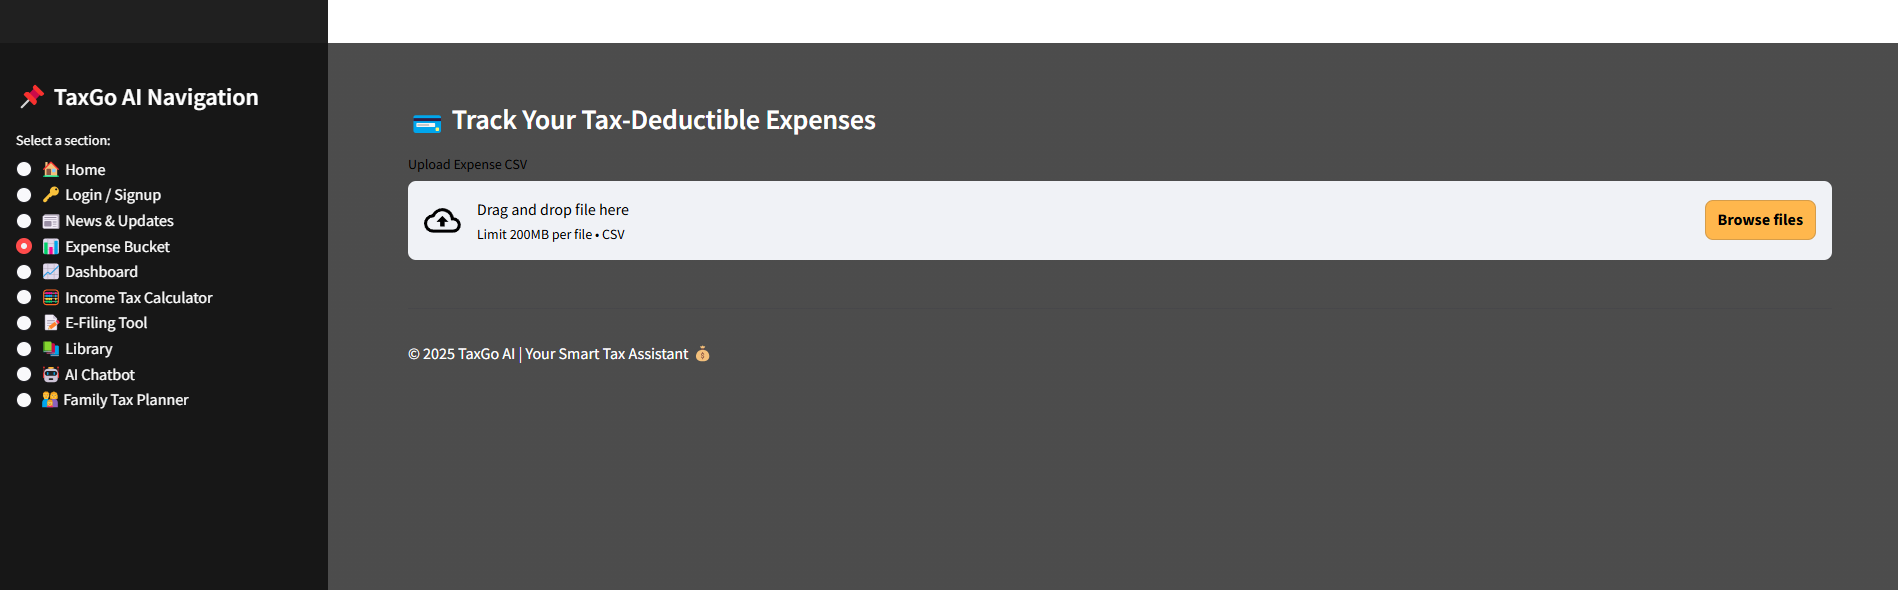 TaxGo AI Navigation
Select a section:
Home
Login / Signup
News & Updates
Expense Bucket
Dashboard
Income Tax Calculator
E-Filing Tool
Library
AI Chatbot
Family Tax Planner
Track Your Tax-Deductible Expenses
Upload Expense CSV
Drag and drop file here
Limit 200MB per file • CSV
Browse files
© 2025 TaxGo AI | Your Smart Tax Assistant